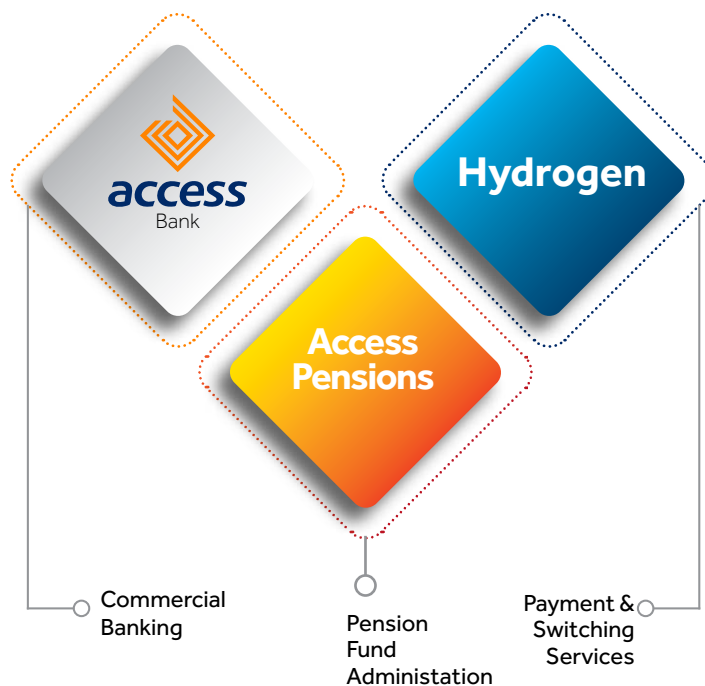 access
Bank
Hydrogen
Access
Pensions
Commercial
Banking
Pension
Fund
Administation
Payment &
Switching
Services